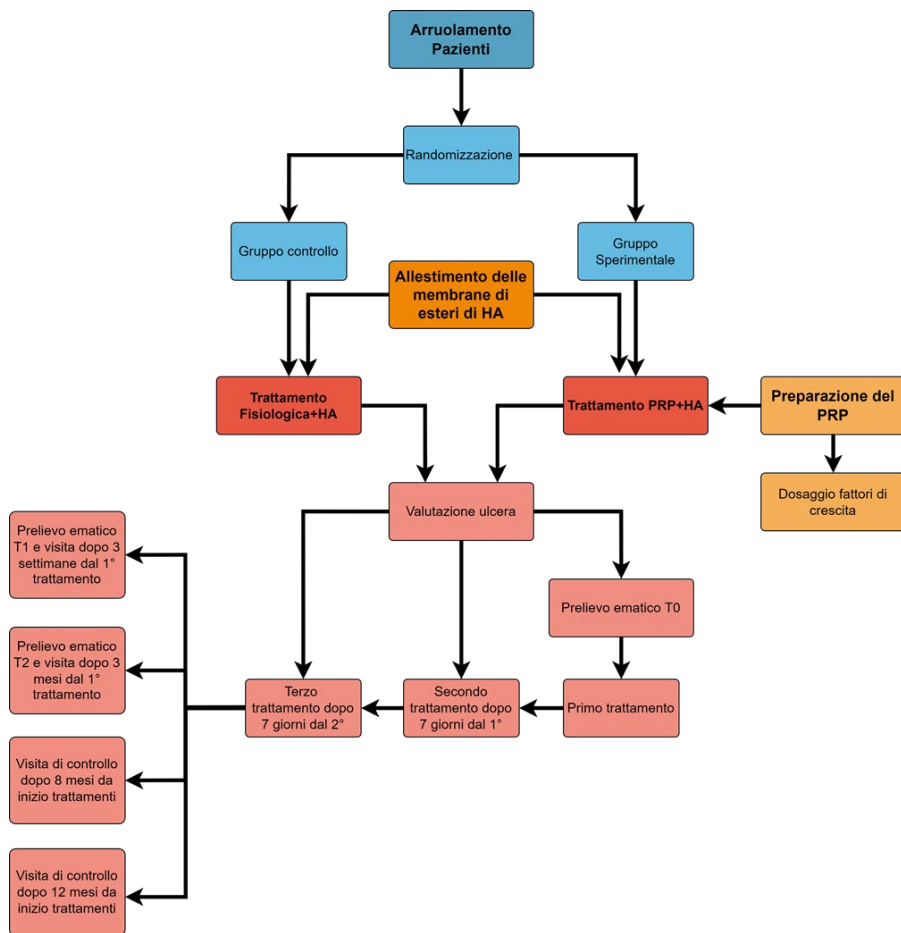 Arruolamento
Pazienti
Randomizzazione
Gruppo controllo
Gruppo
Sperimentale
Allestimento delle
membrane di
esteri di HA
Trattamento
Fisiologica+HA
Trattamento PRP+HA
Preparazione del
PRP
Dosaggio fattori di
crescita
Valutazione ulcera
Prelievo ematico
T1 e visita dopo 3
settimane dal 1°
trattamento
Prelievo ematico T0
Prelievo ematico
T2 e visita dopo 3
mesi dal 1°
trattamento
Terzo
trattamento dopo
7 giorni dal 2°
Secondo
trattamento dopo
7 giorni dal 1°
Primo trattamento
Visita di controllo
dopo 8 mesi da
inizio trattamenti
Visita di controllo
dopo 12 mesi da
inizio trattamenti